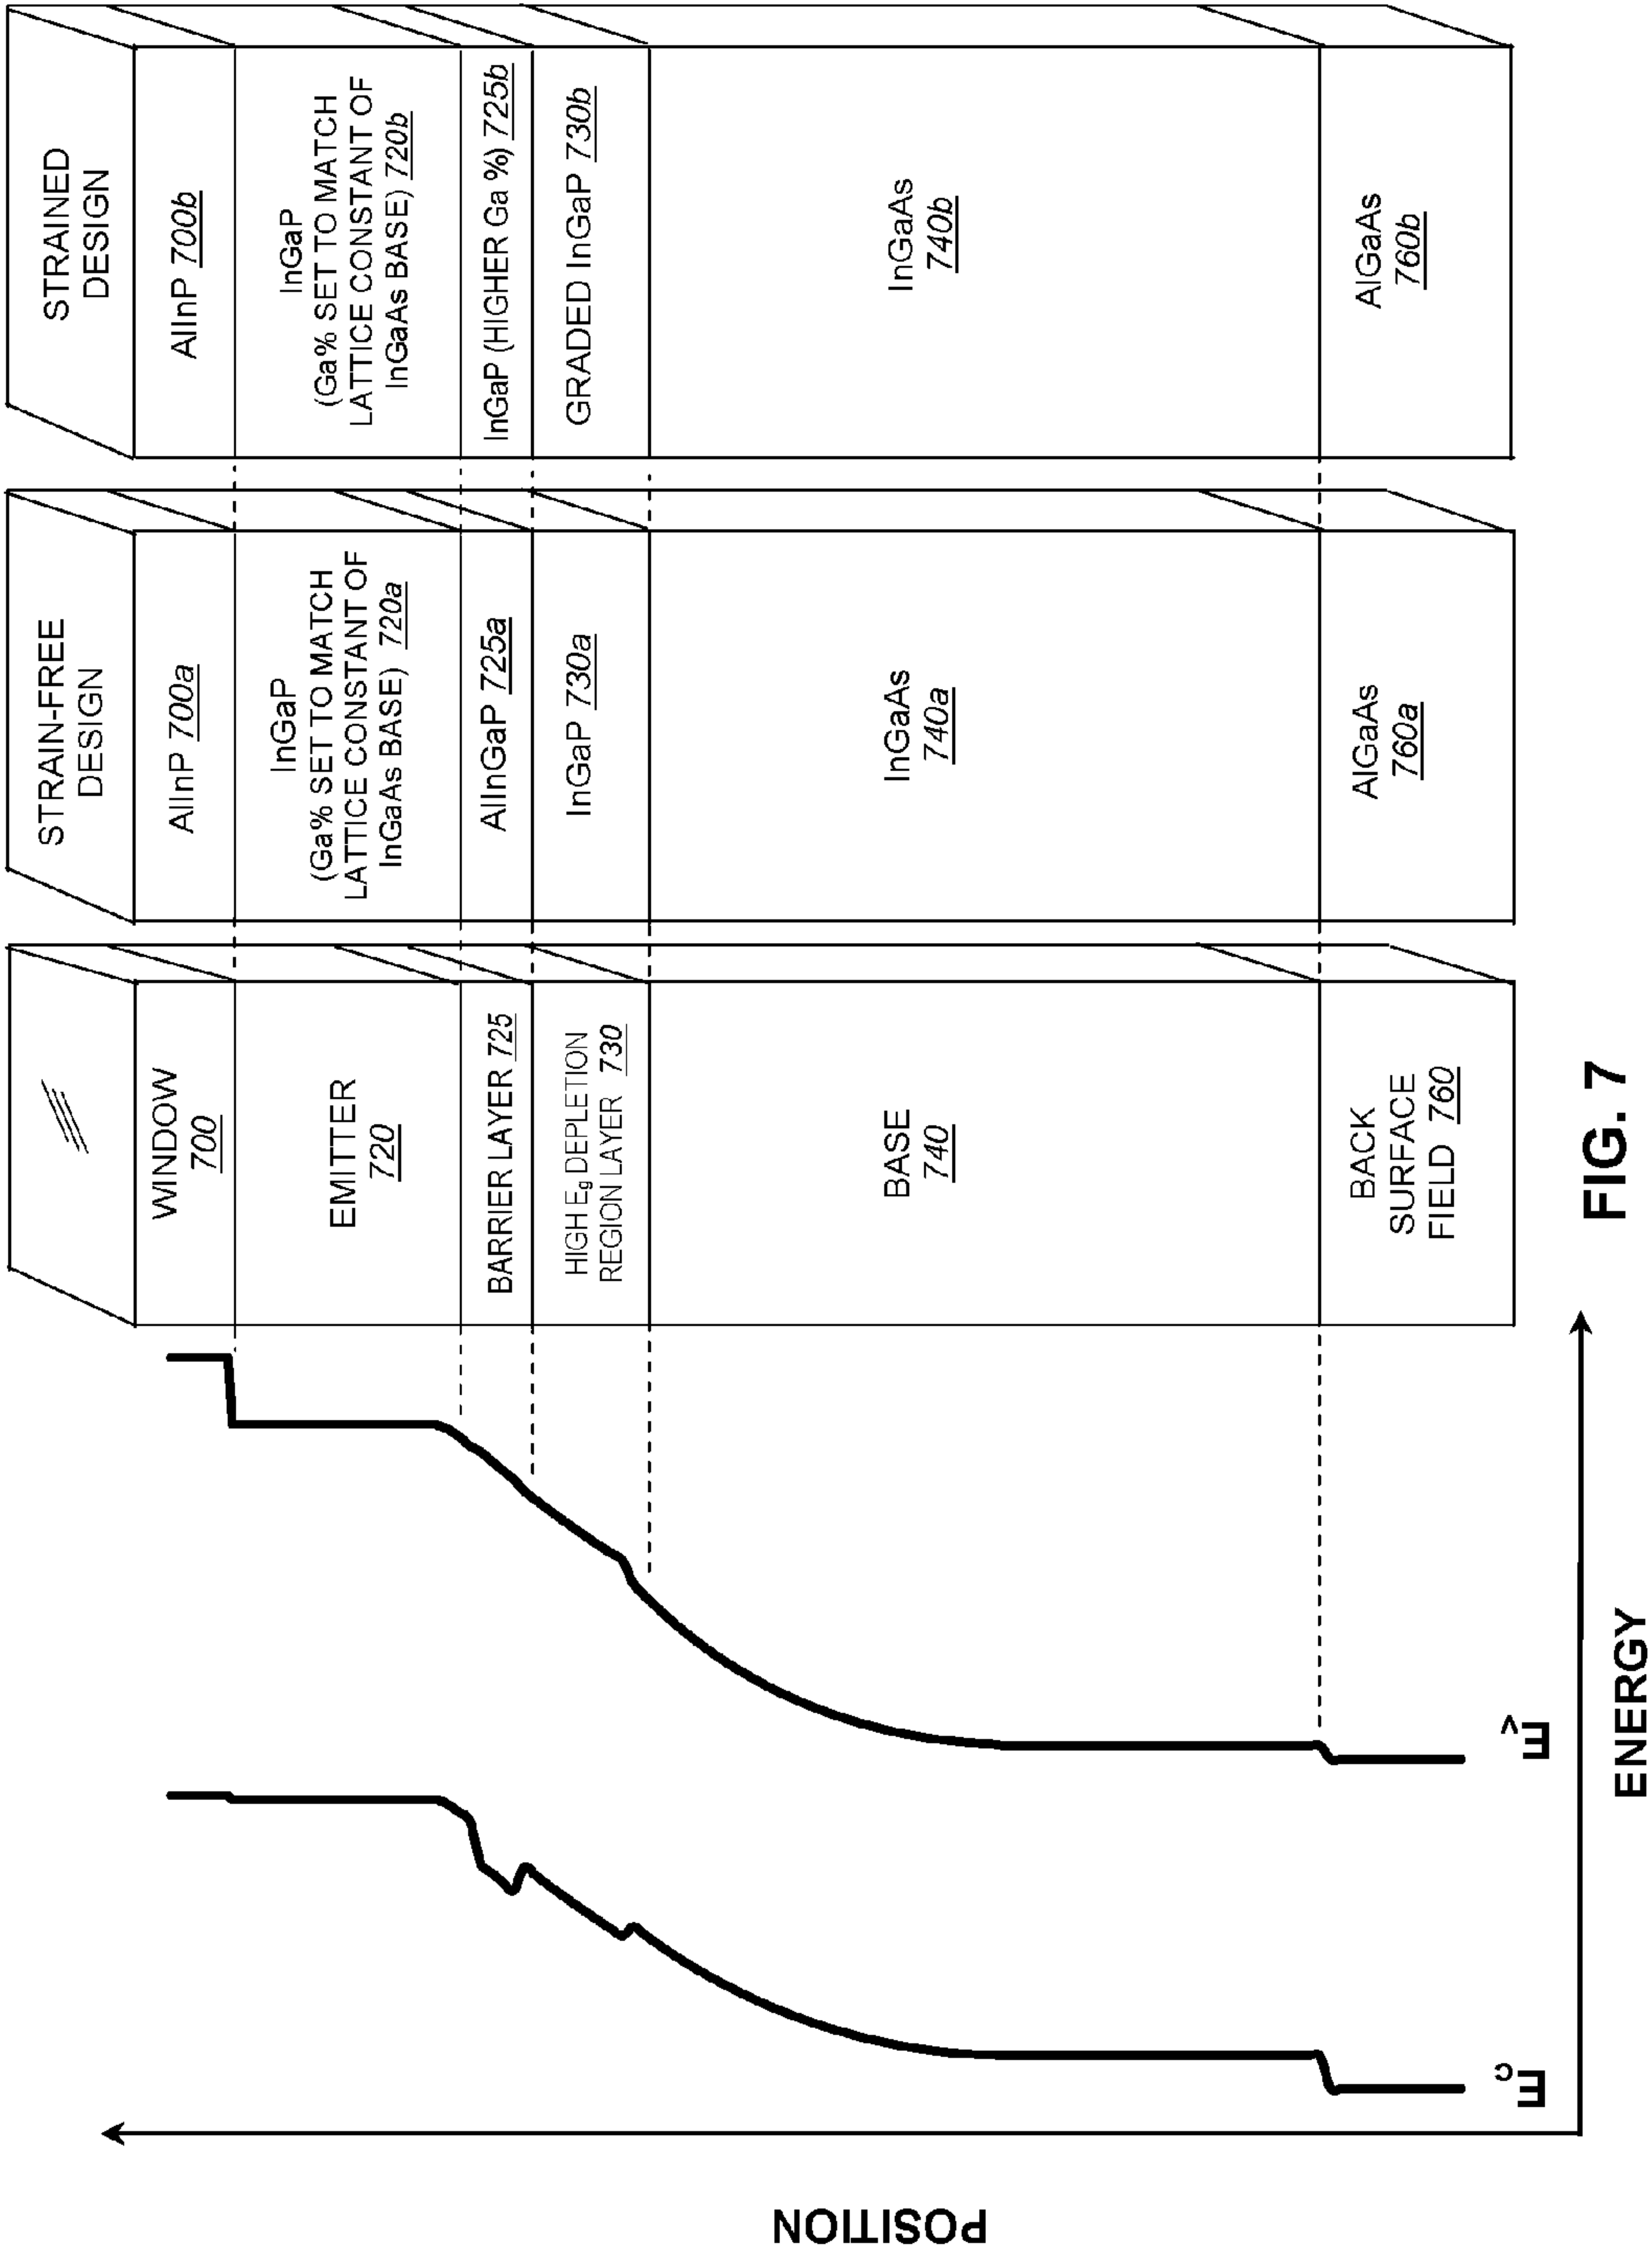 WINDOW
700
EMITTER
720
BARRIER LAYER 725
HIGH Eg DEPLETION
REGION LAYER 730
BASE
740
BACK
SURFACE
FIELD 760
STRAIN-FREE
DESIGN
AlInP 700a
InGaP
(Ga% SET TO MATCH
LATTICE CONSTANT OF
InGaAs BASE) 720a
AlInGaP 725a
InGaP 730a
InGaAs
740a
AlGaAs
760a
STRAINED
DESIGN
AlInP 700b
InGaP
(Ga% SET TO MATCH
LATTICE CONSTANT OF
InGaAs BASE) 720b
InGaP (HIGHER Ga %) 725b
GRADED InGaP 730b
InGaAs
740b
AlGaAs
760b
POSITION
Ec
Ev
ENERGY
FIG. 7